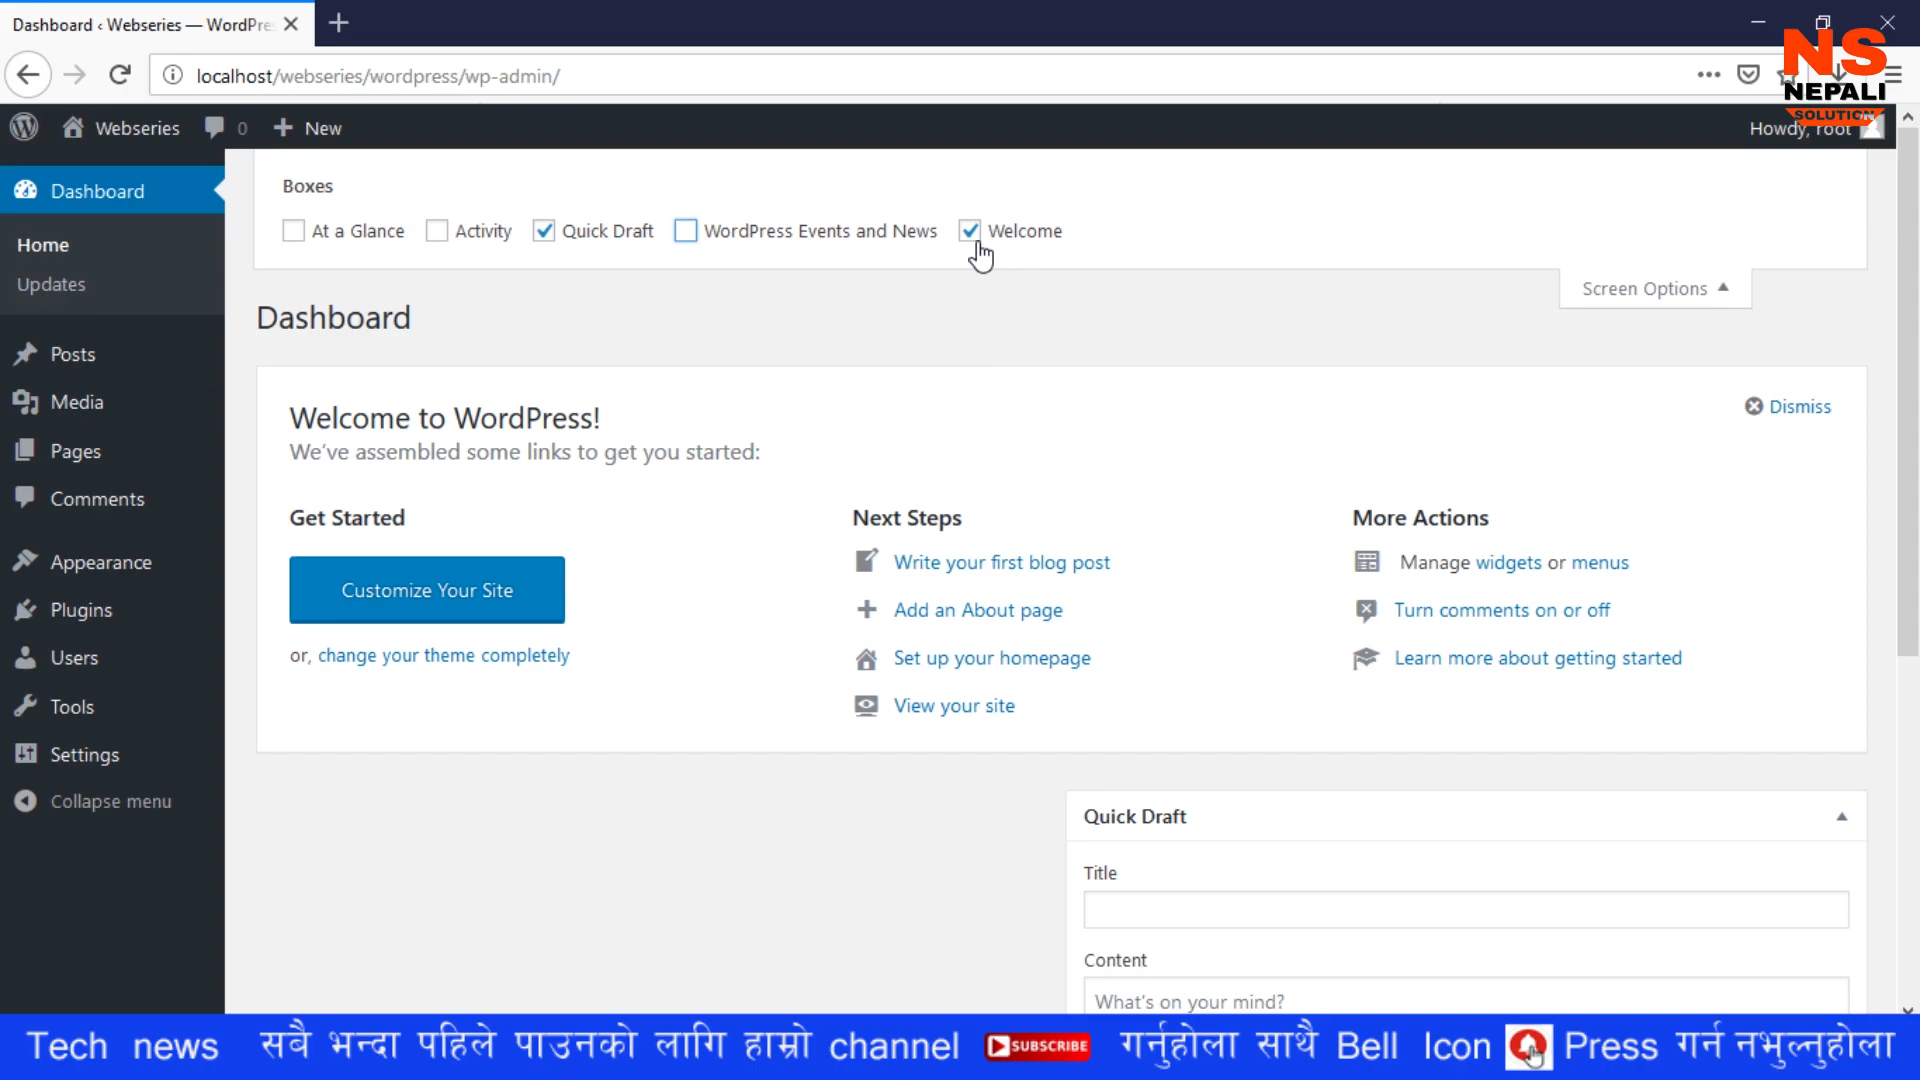 Dashboard ‹ Webseries — WordPre
localhost/webseries/wordpress/wp-admin/
NS
NEPALI
SOLUTION
Webseries 0 New
Howdy, root
Dashboard
Home
Updates
Posts
Media
Pages
Comments
Appearance
Plugins
Users
Tools
Settings
Collapse menu
Boxes
At a Glance Activity Quick Draft WordPress Events and News Welcome
Screen Options
Dashboard
Welcome to WordPress!
Dismiss
We've assembled some links to get you started:
Get Started
Customize Your Site
or, change your theme completely
Next Steps
Write your first blog post
Add an About page
Set up your homepage
View your site
More Actions
Manage widgets or menus
Turn comments on or off
Learn more about getting started
Quick Draft
Title
Content
What's on your mind?
Tech news सबै भन्दा पहिले पाउनको लागि हाम्रो channel SUBSCRIBE गर्नुहोला साथै Bell Icon Press गर्न नभुल्नुहोला